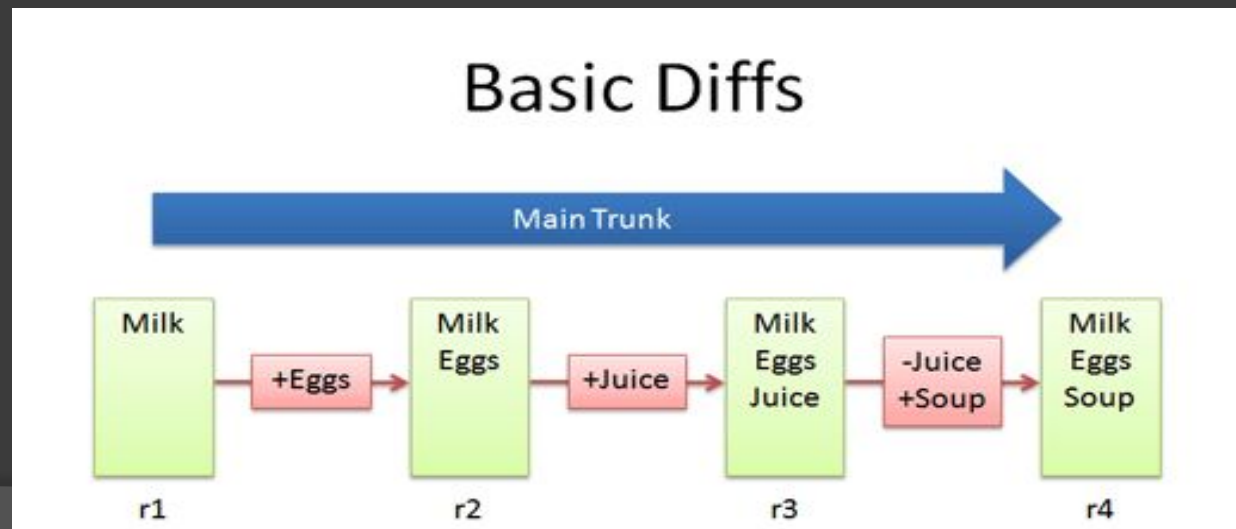 Basic Diffs
Main Trunk
Milk
+Eggs
Milk
Eggs
+Juice
Milk
Eggs
Juice
-Juice
+Soup
Milk
Eggs
Soup
r1
r2
r3
r4